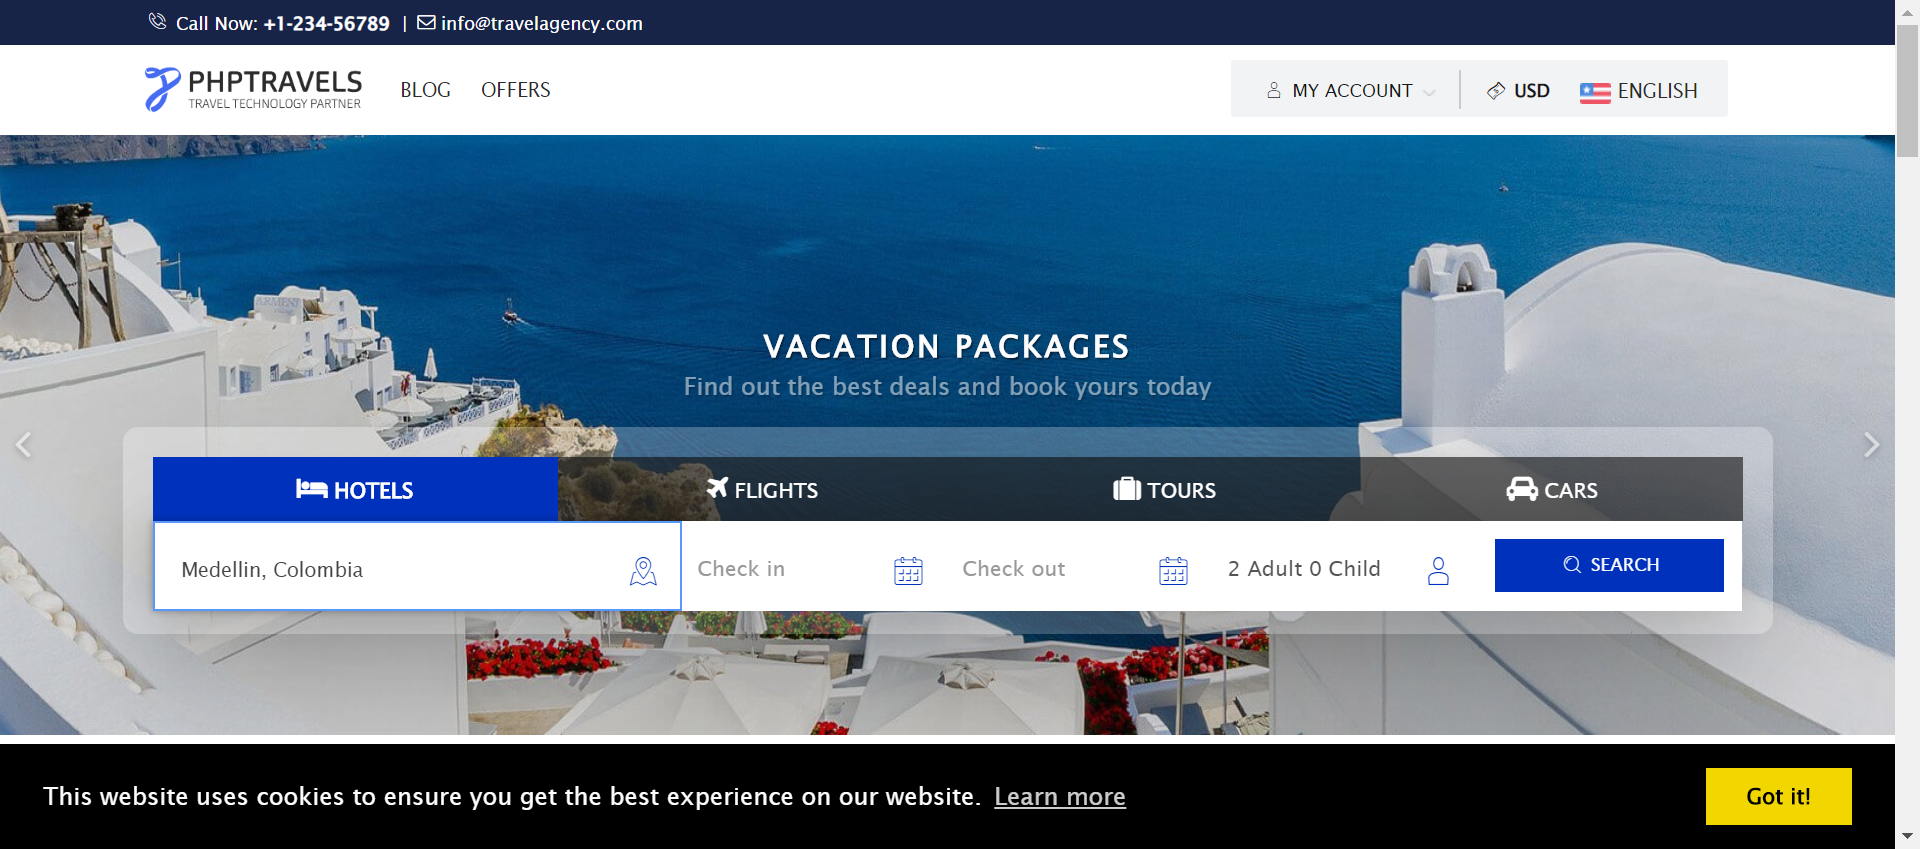 Call Now: +1-234-56789 | info@travelagency.com
PHPTRAVELS
TRAVEL TECHNOLOGY PARTNER
BLOG OFFERS
MY ACCOUNT USD ENGLISH
VACATION PACKAGES
Find out the best deals and book yours today
HOTELS FLIGHTS TOURS CARS
Medellin, Colombia Check in Check out 2 Adult 0 Child SEARCH
This website uses cookies to ensure you get the best experience on our website. Learn more Got it!